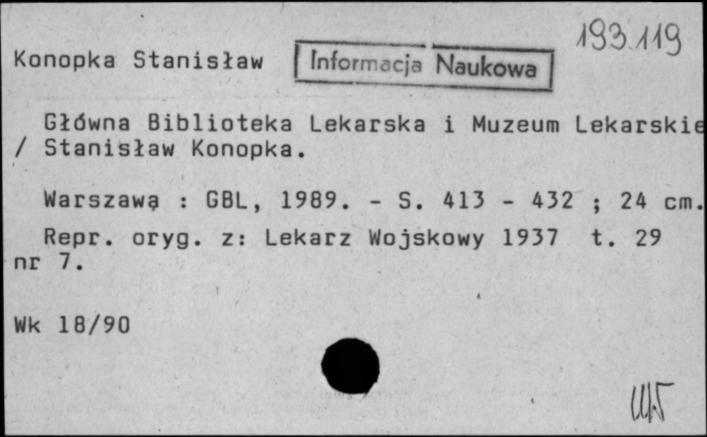 193.119
Konopka Stanisław
Informacja Naukowa
Główna Biblioteka Lekarska i Muzeum Lekarskie
/ Stanisław Konopka.
Warszawą : GBL, 1989. - S. 413 - 432 ; 24 cm.
Repr. oryg. z: Lekarz Wojskowy 1937 t. 29
nr 7.
Wk 18/90